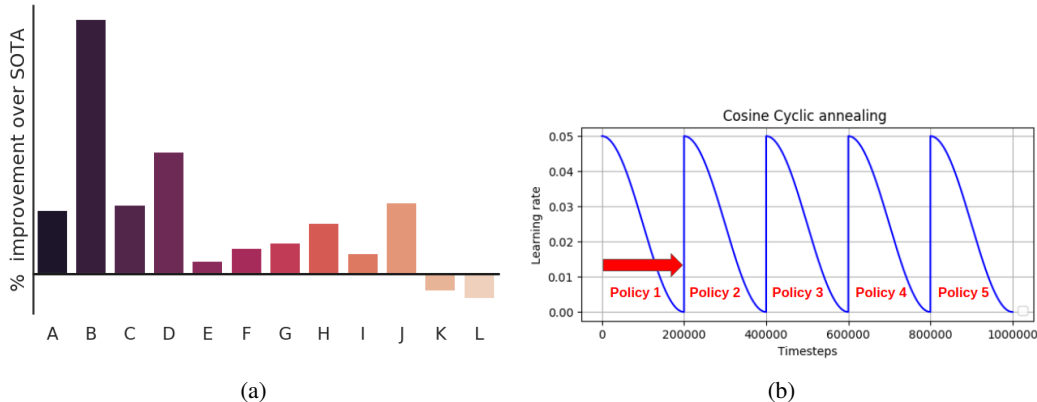 % improvement over SOTA
A B C D E F G H I J K L
(a)
Cosine Cyclic annealing
Learning rate
0.05
0.04
0.03
0.02
0.01
0.00
Policy 1 Policy 2 Policy 3 Policy 4 Policy 5
0 200000 400000 600000 800000 1000000
Timesteps
(b)